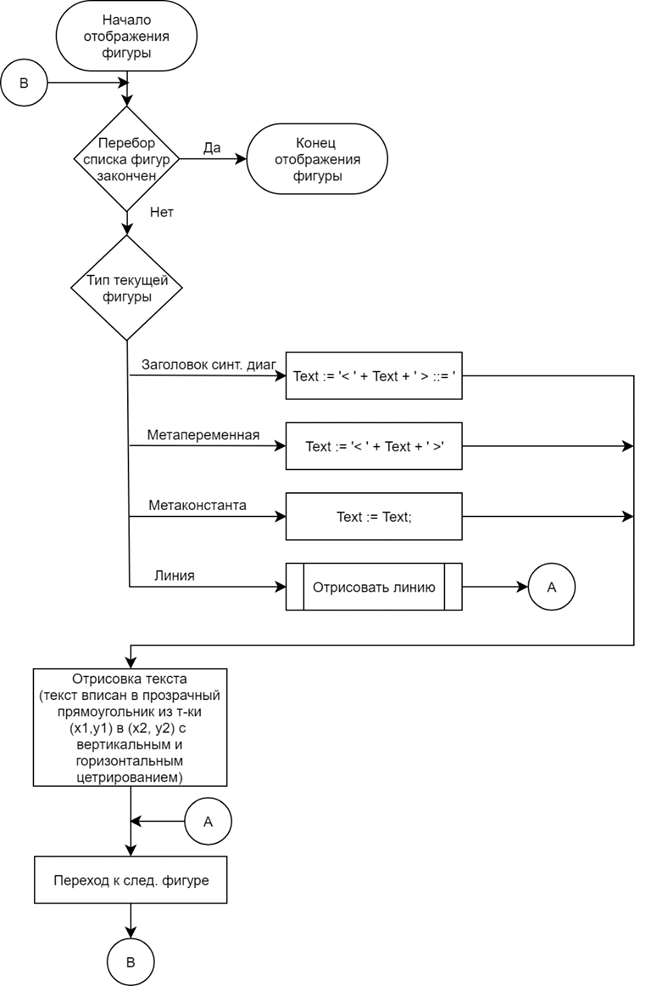 Начало
отображения
фигуры
B
Перебор
списка фигур
закончен
Да
Конец
отображения
фигуры
Нет
Тип текущей
фигуры
Заголовок синт. диаг
Text := '< ' + Text + ' > ::= '
Метапеременная
Text := '< ' + Text + ' >'
Метаконстанта
Text := Text;
Линия
Отрисовать линию
A
Отрисовка текста
(текст вписан в прозрачный
прямоугольник из т-ки
(x1,y1) в (x2, y2) с
вертикальным и
горизонтальным
цетрированием)
A
Переход к след. фигуре
B